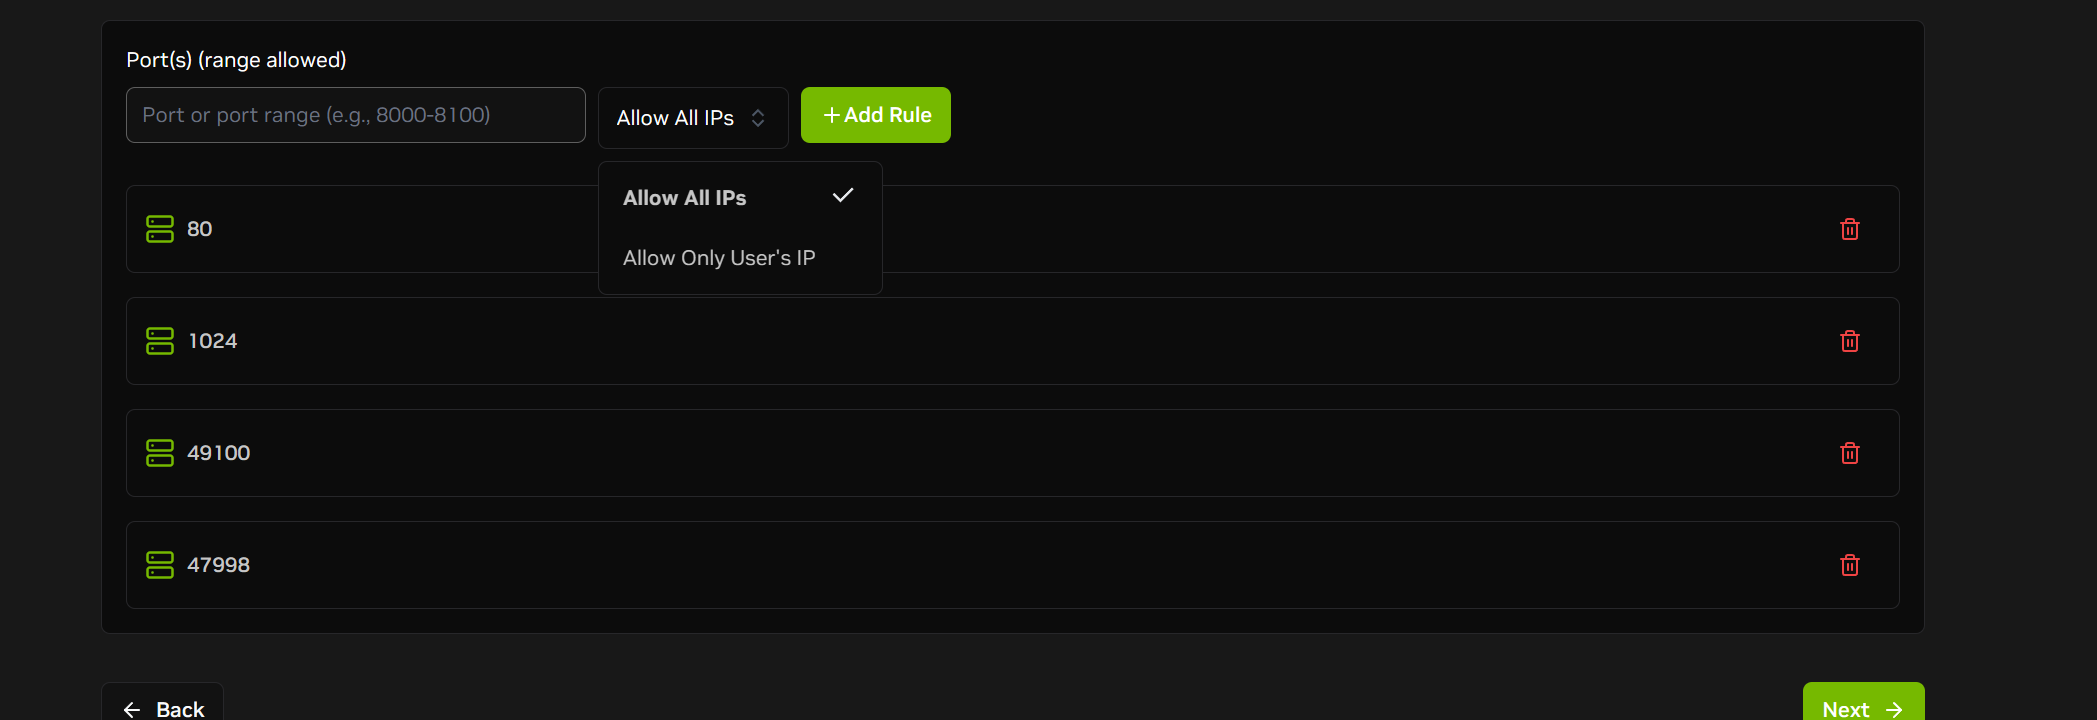 Port(s) (range allowed)
Port or port range (e.g., 8000-8100)
Allow All IPs
+Add Rule
Allow All IPs
Allow Only User's IP
80
1024
49100
47998
Back
Next